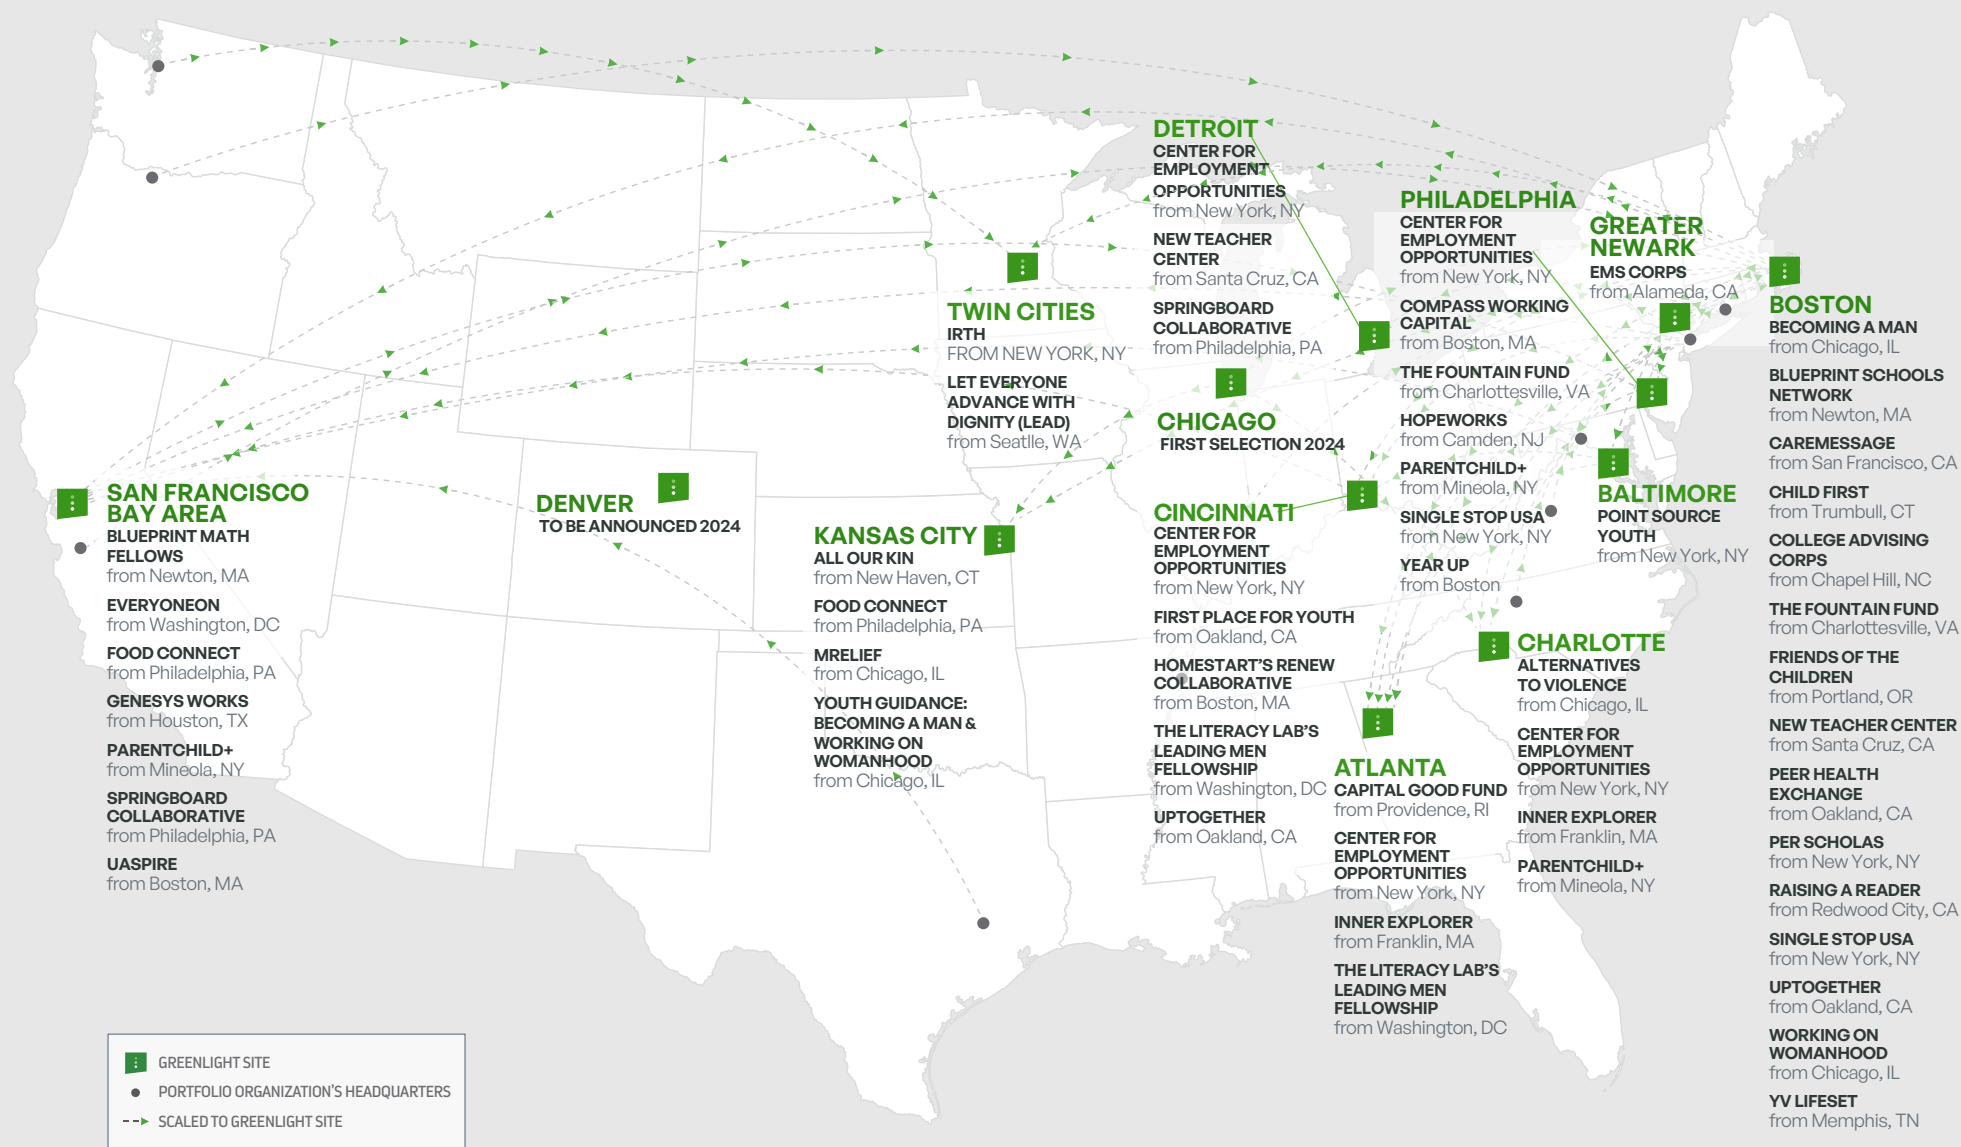 DETROIT
CENTER FOR
EMPLOYMENT
OPPORTUNITIES
from New York, NY
NEW TEACHER
CENTER
from Santa Cruz, CA
SPRINGBOARD
COLLABORATIVE
from Philadelphia, PA
PHILADELPHIA
CENTER FOR
EMPLOYMENT
OPPORTUNITIES
from New York, NY
COMPASS WORKING
CAPITAL
from Boston, MA
THE FOUNTAIN FUND
from Charlottesville, VA
HOPEWORKS
from Camden, NJ
PARENTCHILD+
from Mineola, NY
SINGLE STOP USA
from New York, NY
YEAR UP
from Boston
GREATER
NEWARK
EMS CORPS
from Alameda, CA
BOSTON
BECOMING A MAN
from Chicago, IL
BLUEPRINT SCHOOLS
NETWORK
from Newton, MA
CAREMESSAGE
from San Francisco, CA
CHILD FIRST
from Trumbull, CT
COLLEGE ADVISING
CORPS
from Chapel Hill, NC
THE FOUNTAIN FUND
from Charlottesville, VA
FRIENDS OF THE
CHILDREN
from Portland, OR
NEW TEACHER CENTER
from Santa Cruz, CA
PEER HEALTH
EXCHANGE
from Oakland, CA
PER SCHOLAS
from New York, NY
RAISING A READER
from Redwood City, CA
SINGLE STOP USA
from New York, NY
UPTOGETHER
from Oakland, CA
WORKING ON
WOMANHOOD
from Chicago, IL
YV LIFESET
from Memphis, TN
TWIN CITIES
IRTH
FROM NEW YORK, NY
LET EVERYONE
ADVANCE WITH
DIGNITY (LEAD)
from Seatlle, WA
CHICAGO
FIRST SELECTION 2024
SAN FRANCISCO
BAY AREA
BLUEPRINT MATH
FELLOWS
from Newton, MA
EVERYONEON
from Washington, DC
FOOD CONNECT
from Philadelphia, PA
GENESYS WORKS
from Houston, TX
PARENTCHILD+
from Mineola, NY
SPRINGBOARD
COLLABORATIVE
from Philadelphia, PA
UASPIRE
from Boston, MA
DENVER
TO BE ANNOUNCED 2024
KANSAS CITY
ALL OUR KIN
from New Haven, CT
FOOD CONNECT
from Philadelphia, PA
MRELIEF
from Chicago, IL
YOUTH GUIDANCE:
BECOMING A MAN &
WORKING ON
WOMANHOOD
from Chicago, IL
CINCINNATI
CENTER FOR
EMPLOYMENT
OPPORTUNITIES
from New York, NY
FIRST PLACE FOR YOUTH
from Oakland, CA
HOMESTART'S RENEW
COLLABORATIVE
from Boston, MA
THE LITERACY LAB'S
LEADING MEN
FELLOWSHIP
from Washington, DC
UPTOGETHER
from Oakland, CA
BALTIMORE
POINT SOURCE
YOUTH
from New York, NY
CHARLOTTE
ALTERNATIVES
TO VIOLENCE
from Chicago, IL
CENTER FOR
EMPLOYMENT
OPPORTUNITIES
from New York, NY
INNER EXPLORER
from Franklin, MA
PARENTCHILD+
from Mineola, NY
ATLANTA
CAPITAL GOOD FUND
from Providence, RI
CENTER FOR
EMPLOYMENT
OPPORTUNITIES
from New York, NY
INNER EXPLORER
from Franklin, MA
THE LITERACY LAB'S
LEADING MEN
FELLOWSHIP
from Washington, DC
GREENLIGHT SITE
PORTFOLIO ORGANIZATION'S HEADQUARTERS
SCALED TO GREENLIGHT SITE